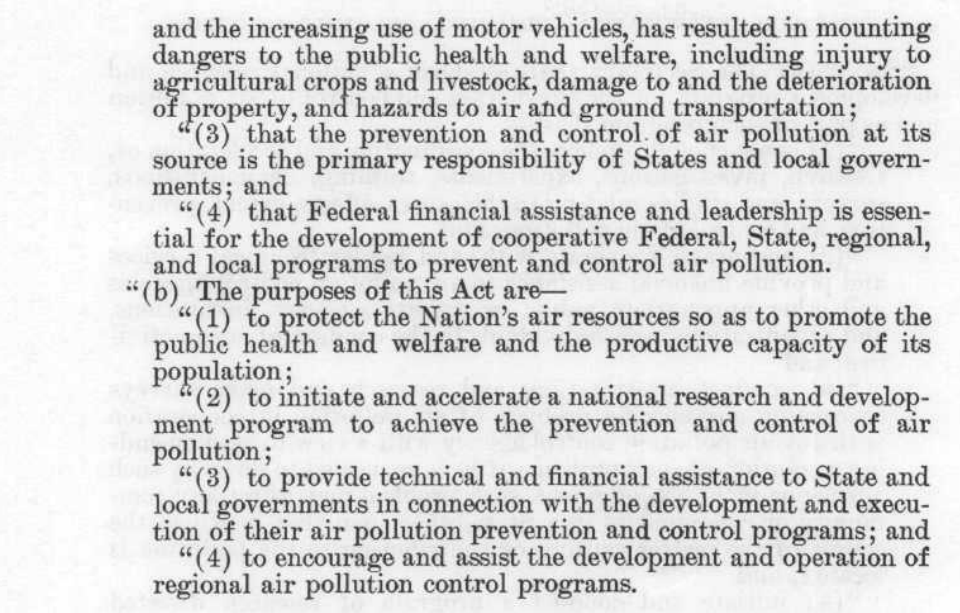 and the increasing use of motor vehicles, has resulted in mounting
dangers to the public health and welfare, including injury to
agricultural crops and livestock, damage to and the deterioration
of property, and hazards to air and ground transportation;
“(3) that the prevention and control of air pollution at its
source is the primary responsibility of States and local govern-
ments; and
“(4) that Federal financial assistance and leadership is essen-
tial for the development of cooperative Federal, State, regional,
and local programs to prevent and control air pollution.
“(b) The purposes of this Act are—
“(1) to protect the Nation’s air resources so as to promote the
public health and welfare and the productive capacity of its
population;
“(2) to initiate and accelerate a national research and develop-
ment program to achieve the prevention and control of air
pollution;
“(3) to provide technical and financial assistance to State and
local governments in connection with the development and execu-
tion of their air pollution prevention and control programs; and
“(4) to encourage and assist the development and operation of
regional air pollution control programs.